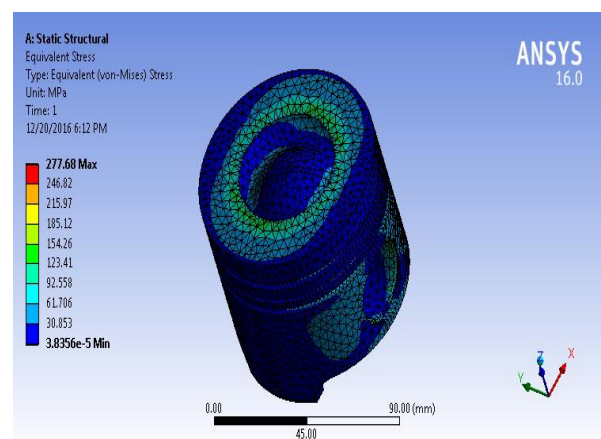 A: Static Structural
Equivalent Stress
Type: Equivalent (von-Mises) Stress
Unit: MPa
Time: 1
12/20/2016 6:12 PM
277.68 Max
246.82
215.97
185.12
154.26
123.41
92.558
61.706
30.853
3.8356e-5 Min
ANSYS
16.0
Z
X
Y
0.00
90.00 (mm)
45.00